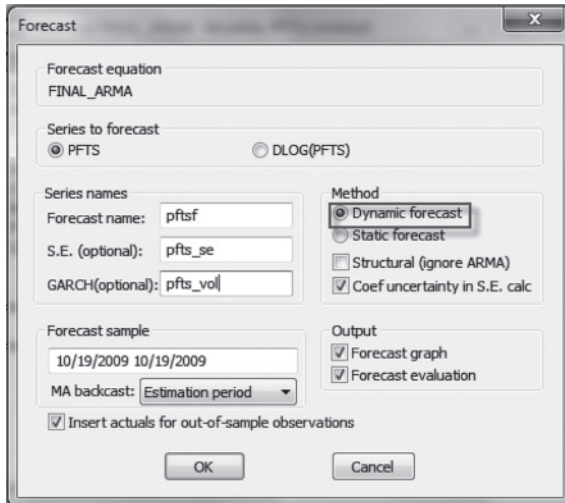 Forecast
Forecast equation
FINAL_ARMA
Series to forecast
PFTS
DLOG(PFTS)
Series names
Forecast name: pftsf
S.E. (optional): pfts_se
GARCH(optional): pfts_vol
Method
Dynamic forecast
Static forecast
Structural (ignore ARMA)
Coef uncertainty in S.E. calc
Forecast sample
10/19/2009 10/19/2009
MA backcast: Estimation period
Output
Forecast graph
Forecast evaluation
Insert actuals for out-of-sample observations
OK
Cancel